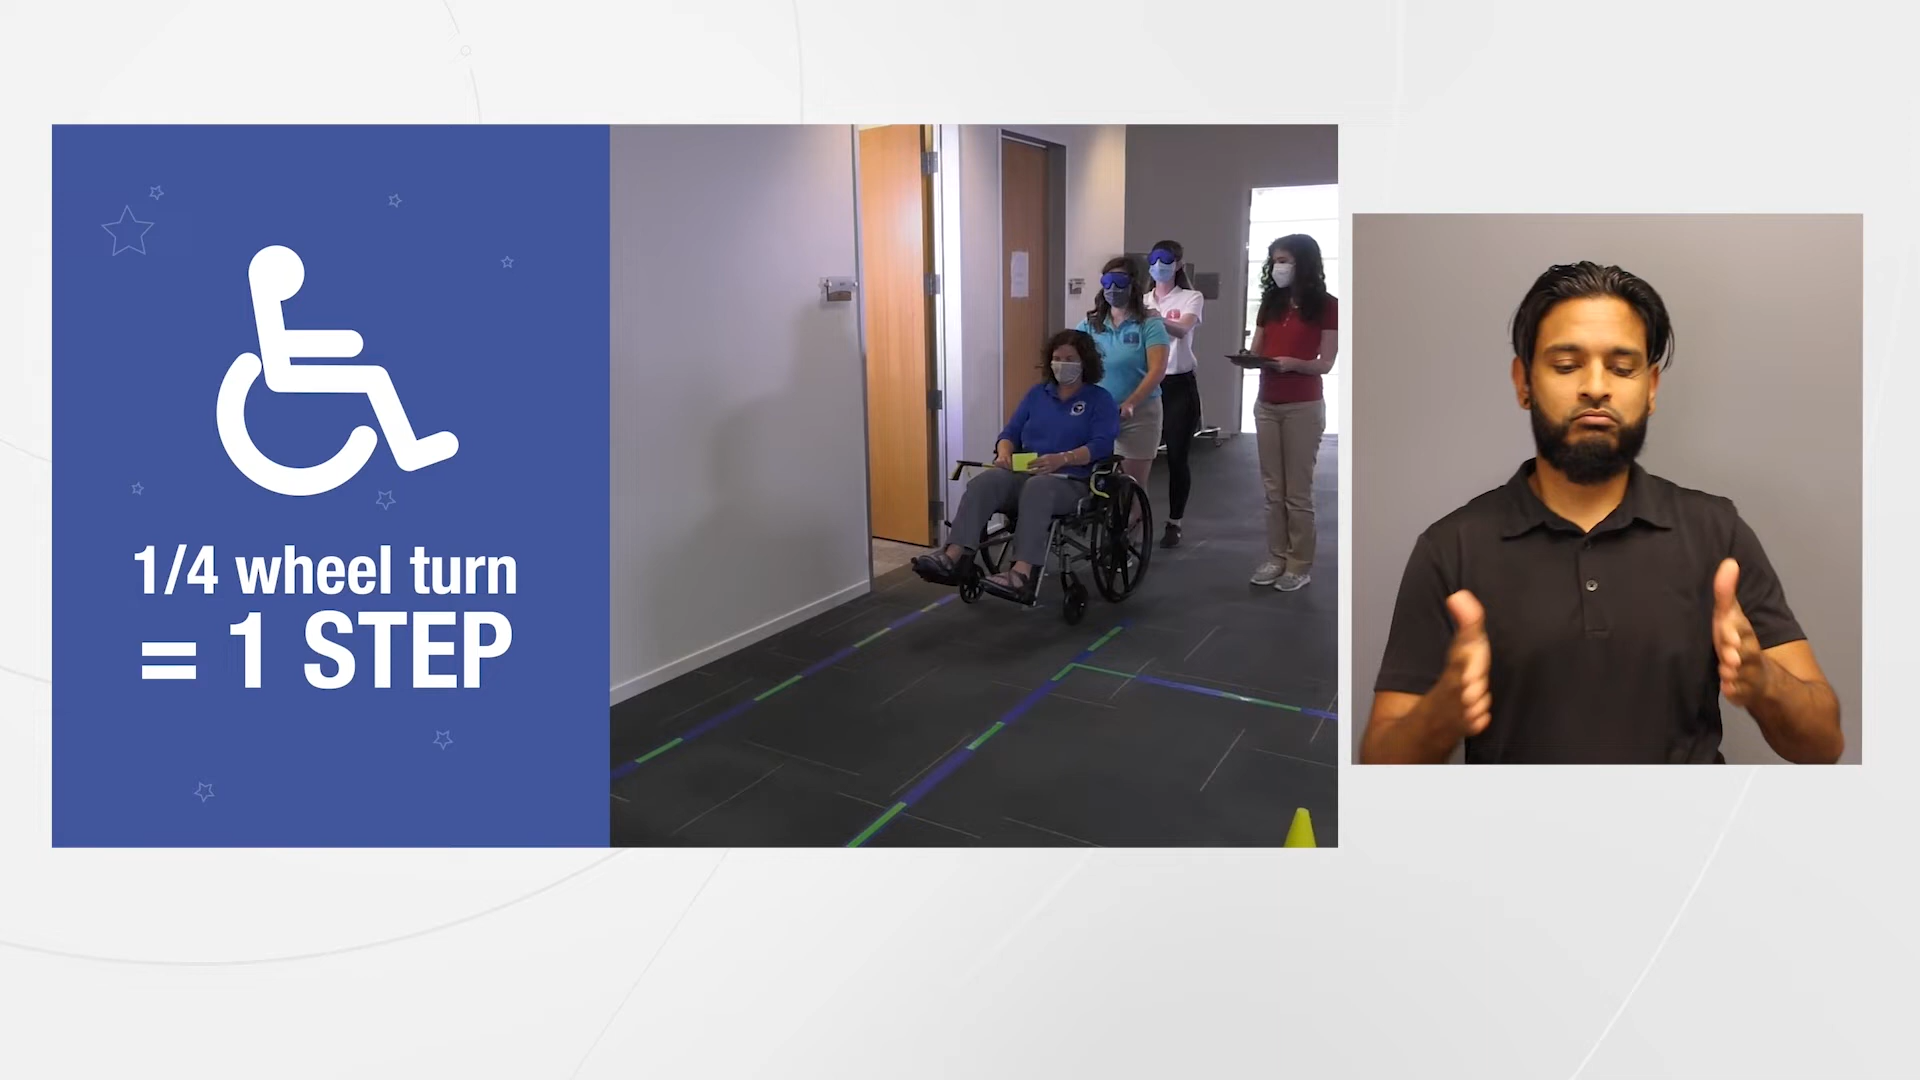 1/4 wheel turn
= 1 STEP